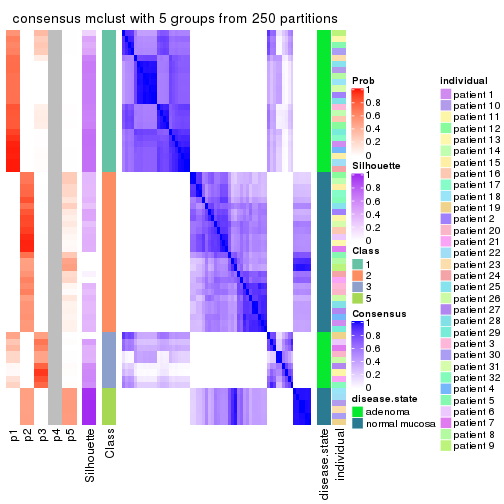 consensus mclust with 5 groups from 250 partitions
p1
p2
p3
p4
p5
Silhouette
Class
disease.state
individual
Prob
1
0.8
0.6
0.4
0.2
0
Silhouette
1
0.8
0.6
0.4
0.2
0
Class
1
2
3
5
Consensus
1
0.8
0.6
0.4
0.2
0
disease.state
adenoma
normal mucosa
individual
patient 1
patient 10
patient 11
patient 12
patient 13
patient 14
patient 15
patient 16
patient 17
patient 18
patient 19
patient 2
patient 20
patient 21
patient 22
patient 23
patient 24
patient 25
patient 26
patient 27
patient 28
patient 29
patient 3
patient 30
patient 31
patient 32
patient 4
patient 5
patient 6
patient 7
patient 8
patient 9